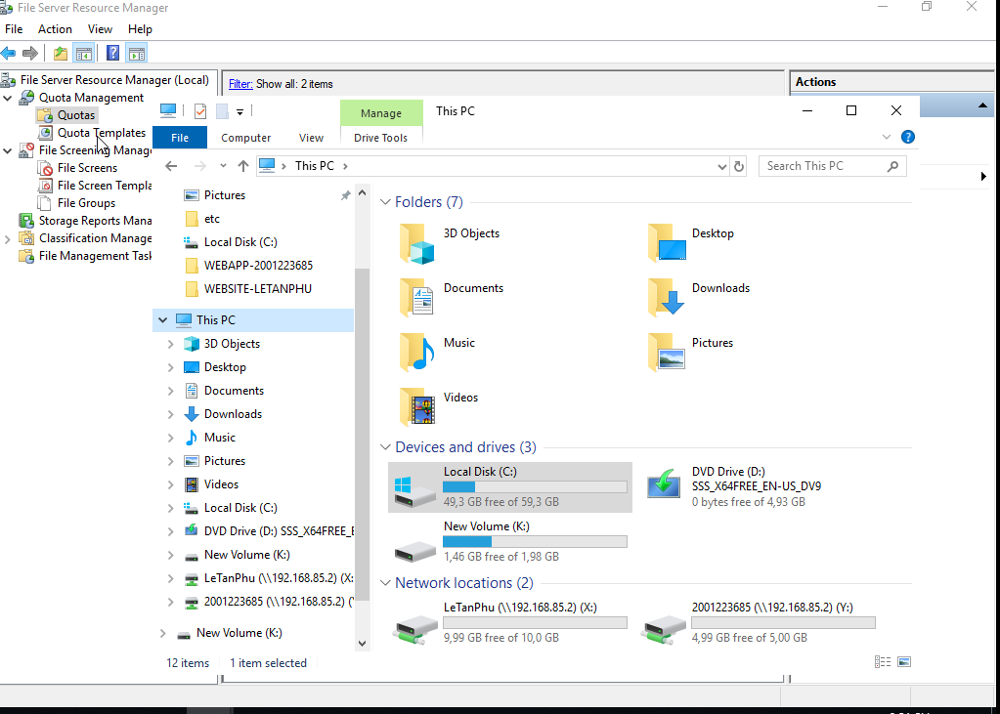 File Server Resource Manager
File Action View Help
File Server Resource Manager (Local)
Quota Management
Quotas
Quota Templates
File Screening Manage
File Screens
File Screen Templa
File Groups
Storage Reports Mana
Classification Manage
File Management Task
Filter: Show all: 2 items
Actions
Manage
This PC
File
Computer
View
Drive Tools
This PC
Search This PC
Pictures
etc
Local Disk (C:)
WEBAPP-2001223685
WEBSITE-LETANPHU
This PC
3D Objects
Desktop
Documents
Downloads
Music
Pictures
Videos
Local Disk (C:)
DVD Drive (D:) SSS_X64FREE_E
New Volume (K:)
LeTanPhu (\\192.168.85.2) (X:
2001223685 (\\192.168.85.2) (
New Volume (K:)
Folders (7)
3D Objects
Desktop
Documents
Downloads
Music
Pictures
Videos
Devices and drives (3)
Local Disk (C:)
49,3 GB free of 59,3 GB
DVD Drive (D:)
SSS_X64FREE_EN-US_DV9
0 bytes free of 4,93 GB
New Volume (K:)
1,46 GB free of 1,98 GB
Network locations (2)
LeTanPhu (\\192.168.85.2) (X:)
9,99 GB free of 10,0 GB
2001223685 (\\192.168.85.2) (Y:)
4,99 GB free of 5,00 GB
12 items
1 item selected